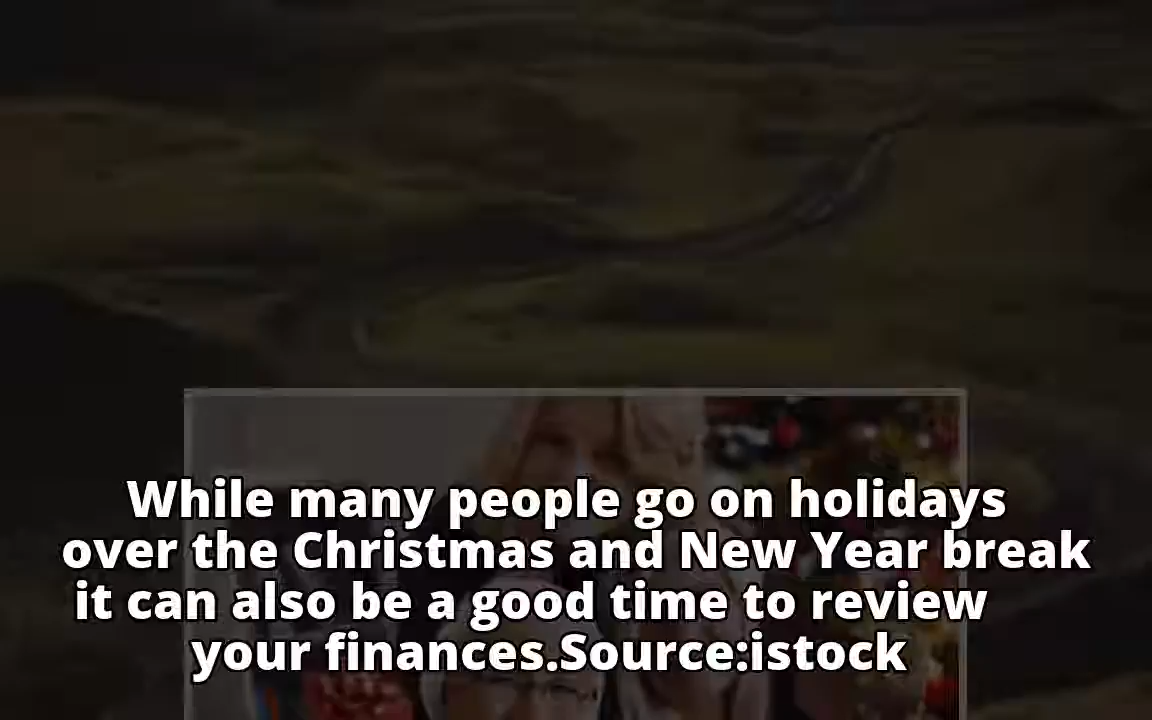 While many people go on holidays
over the Christmas and New Year break
it can also be a good time to review
your finances.Source:istock